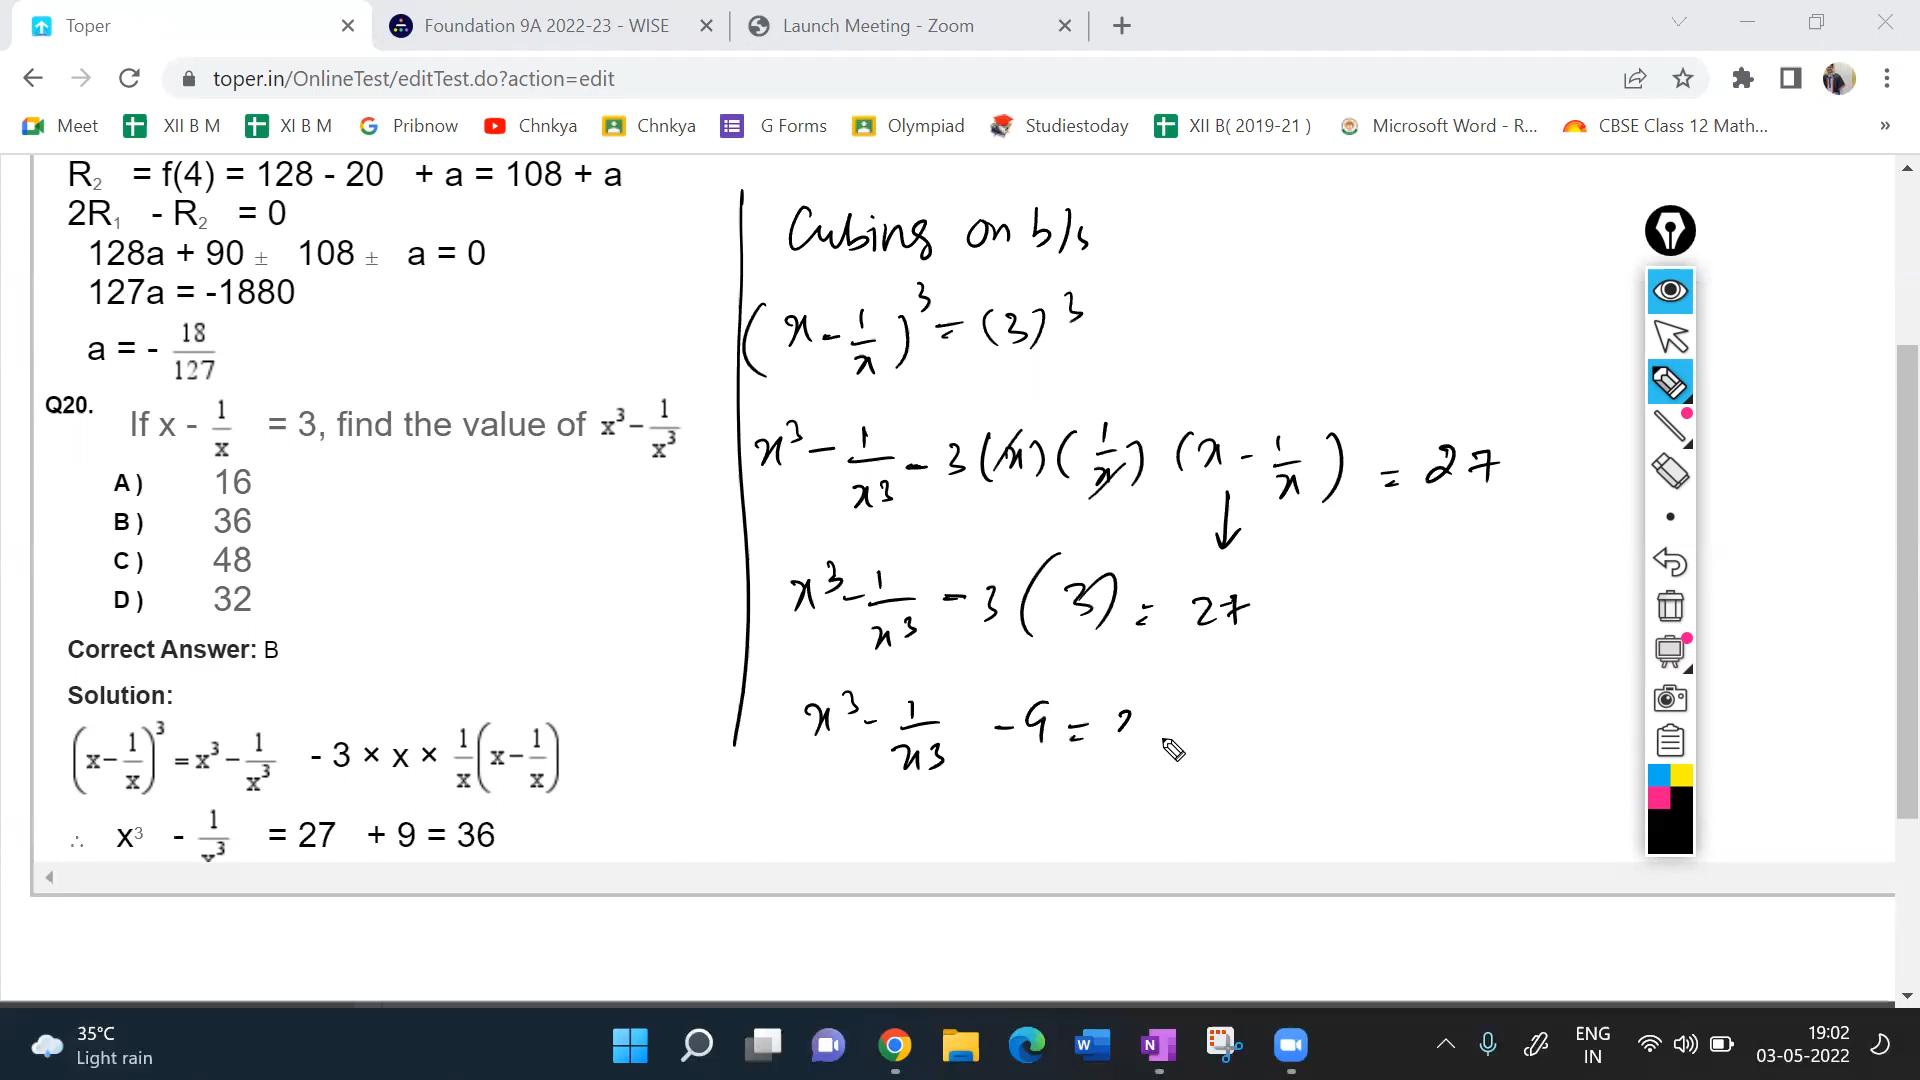 Toper
Foundation 9A 2022-23 - WISE
Launch Meeting - Zoom
toper.in/OnlineTest/editTest.do?action=edit
Meet
XII B M
XI B M
Pribnow
Chnkya
Chnkya
G Forms
Olympiad
Studiestoday
XII B( 2019-21 )
Microsoft Word - R...
CBSE Class 12 Math...
»
R₂ = f(4) = 128 - 20 + a = 108 + a
2R₁ - R₂ = 0
128a + 90 ± 108 ± a = 0
127a = -1880
a = - 18/127
Q20. If x - 1/x = 3, find the value of x³ - 1/x³
A) 16
B) 36
C) 48
D) 32
Correct Answer: B
Solution:
(x - 1/x)³ = x³ - 1/x³ - 3 × x × 1/x (x - 1/x)
∴ x³ - 1/x³ = 27 + 9 = 36
Cubing on b/s
(x - 1/x)³ = (3)³
x³ - 1/x³ - 3(x)(1/x)(x - 1/x) = 27
x³ - 1/x³ - 3(3) = 27
x³ - 1/x³ - 9 = 2
35°C
Light rain
ENG
IN
19:02
03-05-2022